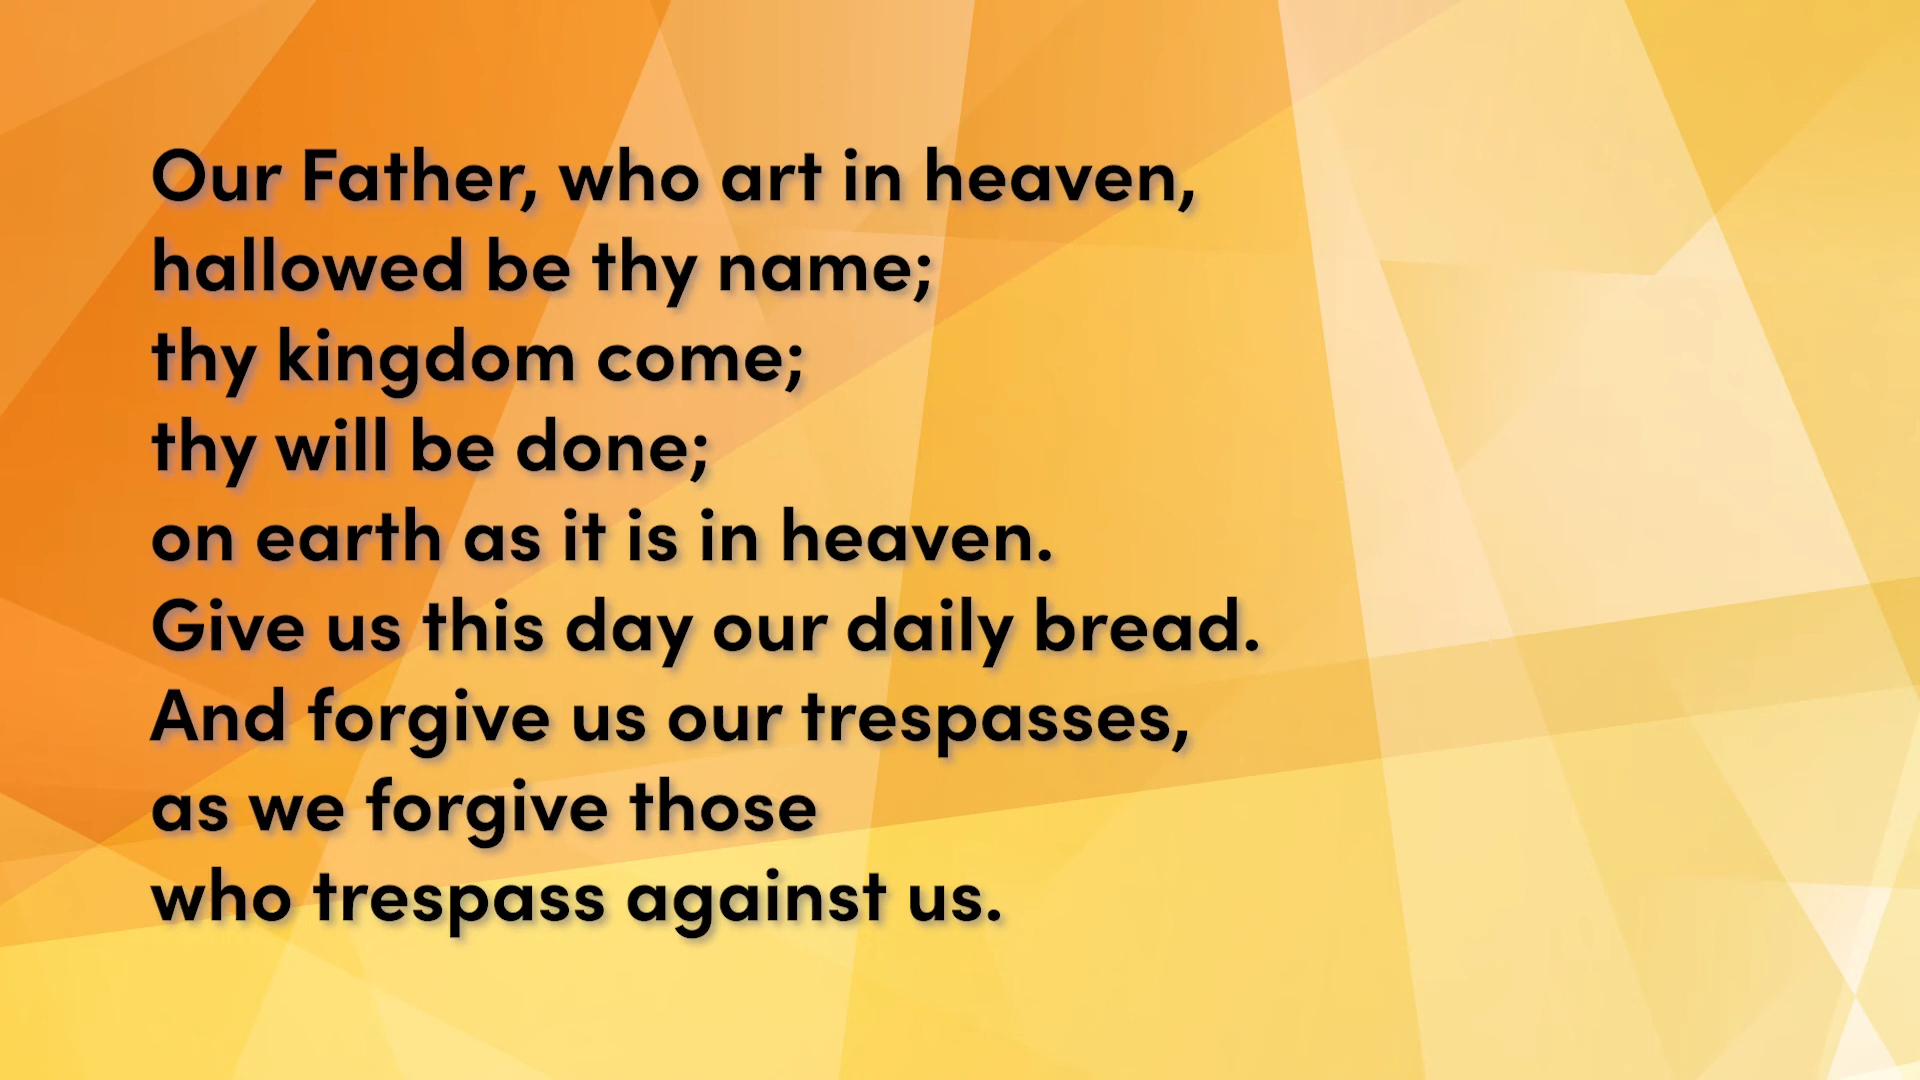 Our Father, who art in heaven,
hallowed be thy name;
thy kingdom come;
thy will be done;
on earth as it is in heaven.
Give us this day our daily bread.
And forgive us our trespasses,
as we forgive those
who trespass against us.